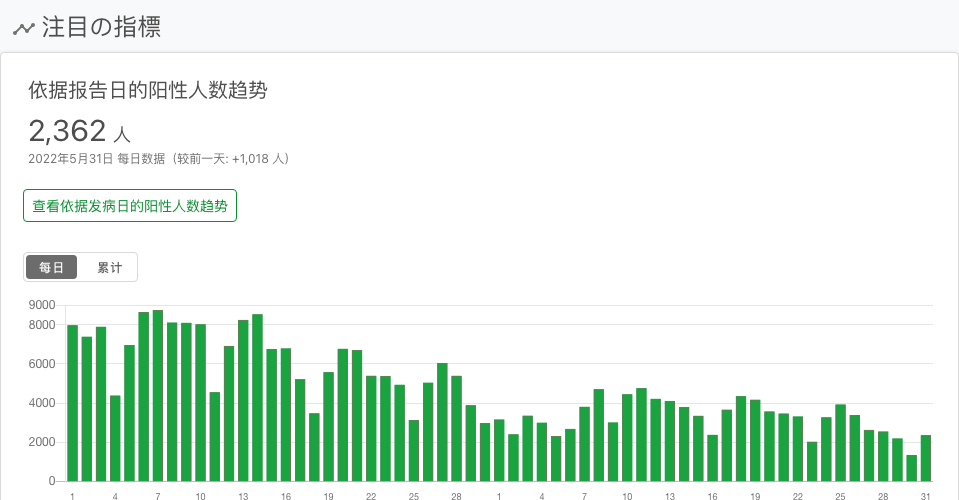 注目の指標
依据报告日的阳性人数趋势
2,362 人
2022年5月31日 每日数据（较前一天: +1,018 人）
查看依据发病日的阳性人数趋势
每日 累计
9000
8000
6000
4000
2000
0
1 4 7 10 13 16 19 22 25 28 1 4 7 10 13 16 19 22 25 28 31